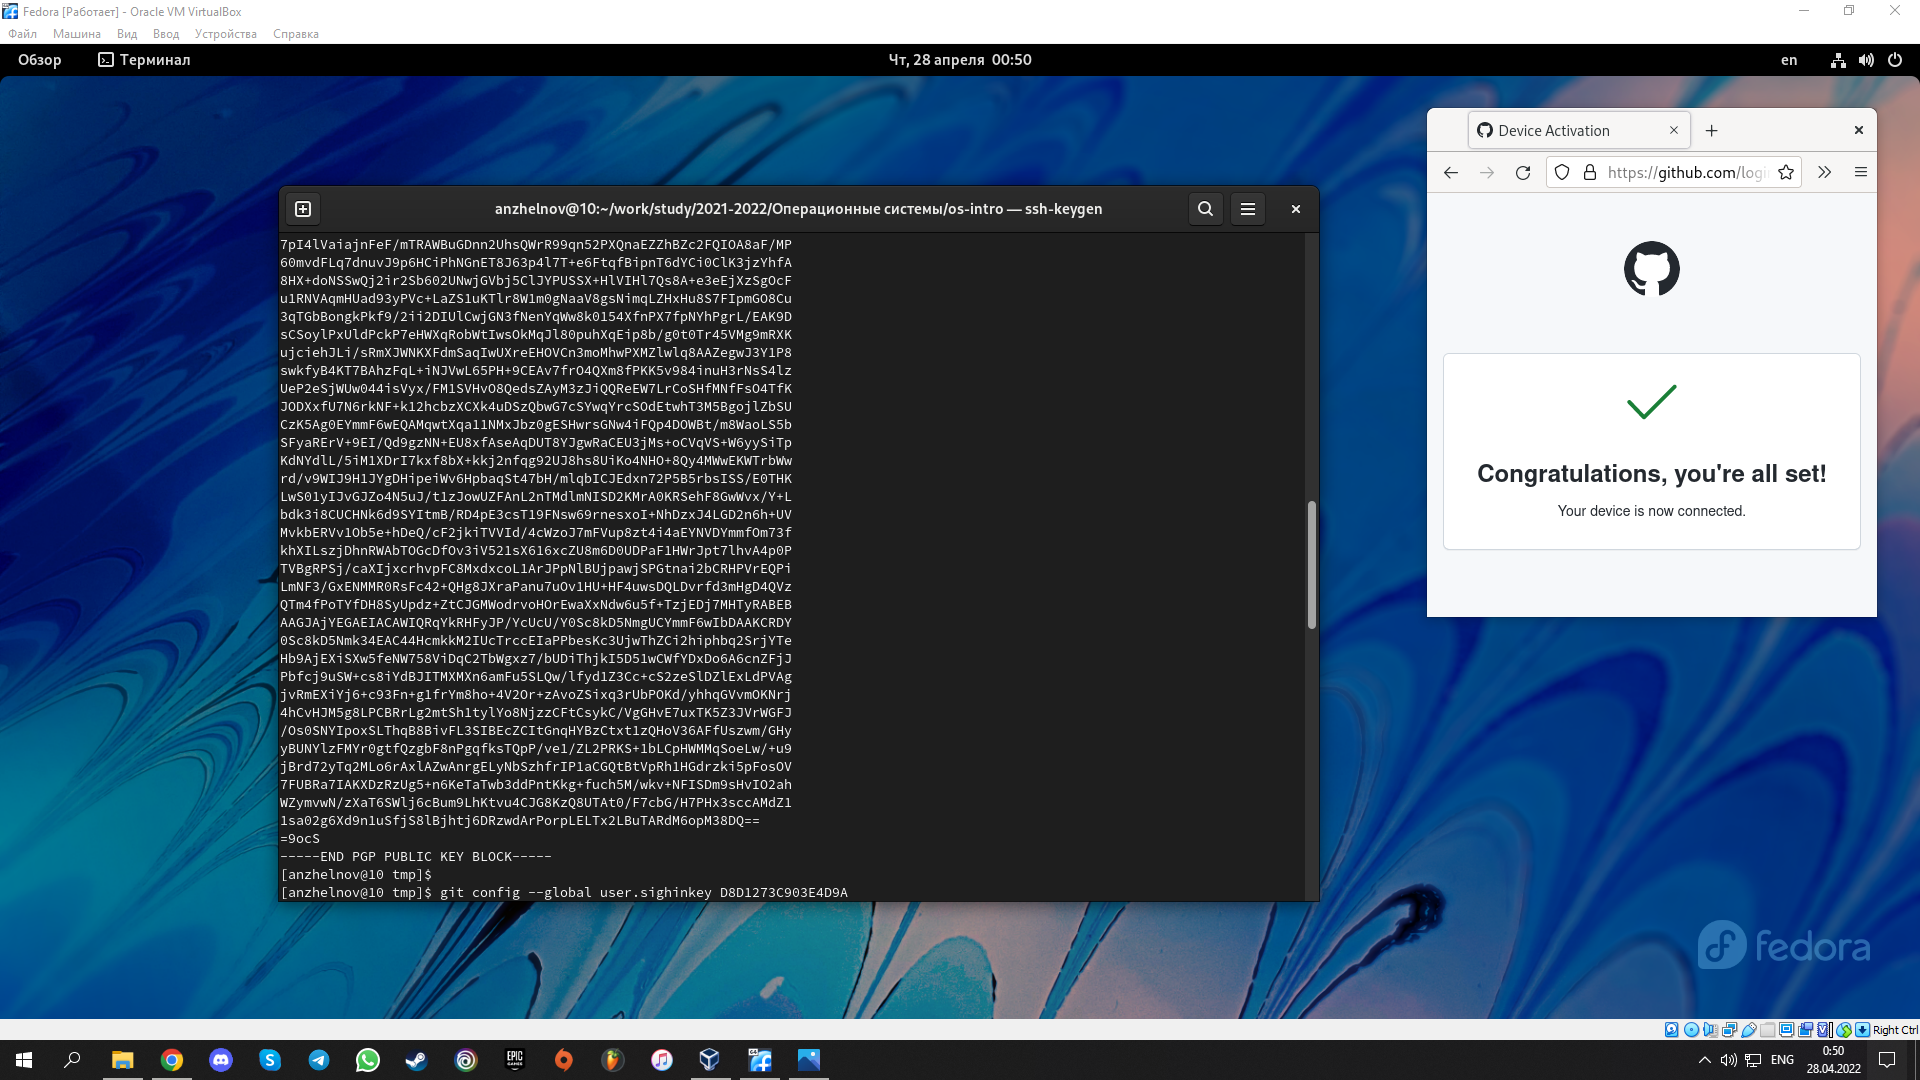 Fedora [Работает] - Oracle VM VirtualBox
Файл Машина Вид Ввод Устройства Справка
Обзор Терминал Чт, 28 апреля 00:50 en
Device Activation
https://github.com/logi
anzhelnov@10:~/work/study/2021-2022/Операционные системы/os-intro — ssh-keygen
7pI4lVaiajnFeF/mTRAWBuGDnn2UhsQWrR99qn52PXQnaEZZhBZc2FQIOA8aF/MP
60mvdFLq7dnuvJ9p6HCiPhNGnET8J63p4l7T+e6FtqfBipnT6dYCi0ClK3jzYhfA
8HX+doNSSwQj2ir2Sb602UNwjGVbj5ClJYPUSSX+HlVIHl7Qs8A+e3eEjXzSgOcF
u1RNVAqmHUad93yPVc+LaZS1uKTlr8W1m0gNaaV8gsNimqLZHxHu8S7FIpmGO8Cu
3qTGbBongkPkf9/2ii2DIUlCwjGN3fNenYqWw8k0154XfnPX7fpNYhPgrL/EAK9D
sCSoylPxUldPckP7eHWXqRobWtIwsOkMqJl80puhXqEip8b/g0t0Tr45VMg9mRXK
ujciehJLi/sRmXJWNKXFdmSaqIwUXreEHOVCn3moMhwPXMZlwlq8AAZegwJ3Y1P8
swkfyB4KT7BAhzFqL+iNJVwL65PH+9CEAv7frO4QXm8fPKK5v984inuH3rNsS4lz
UeP2eSjWUw044isVyx/FM1SVHvO8QedsZAyM3zJiQQReEW7LrCoSHfMNfFsO4TfK
JODXxfU7N6rkNF+k12hcbzXCXk4uDSzQbwG7cSYwqYrcSOdEtwhT3M5BgojlZbSU
CzK5Ag0EYmmF6wEQAMqwtXqa11NMxJbz0gESHwrsGNw4iFQp4DOWBt/m8WaoLS5b
SFyaRErV+9EI/Qd9gzNN+EU8xfAseAqDUT8YJgwRaCEU3jMs+oCVqVS+W6yySiTp
KdNYdlL/5iM1XDrI7kxf8bX+kkj2nfqg92UJ8hs8UiKo4NHO+8Qy4MWwEKWTrbWw
rd/v9WIJ9H1JYgDHipeiWv6HpbaqSt47bH/mlqbICJEdxn72P5B5rbsISS/E0THK
LwS01yIJvGJZo4N5uJ/t1zJowUZFAnL2nTMdlmNISD2KMrA0KRSehF8GwWvx/Y+L
bdk3i8CUCHNk6d9SYItmB/RD4pE3csT19FNsw69rnesxoI+NhDzxJ4LGD2n6h+UV
MvkbERVv1Ob5e+hDeQ/cF2jkiTVVId/4cWzoJ7mFVup8zt4i4aEYNVDYmmfOm73f
khXILszjDhnRWAbTOGcDfOv3iV521sX616xcZU8m6D0UDPaF1HWrJpt7lhvA4p0P
TVBgRPSj/caXIjxcrhvpFC8MxdxcoL1ArJPpNlBUjpawjSPGtnai2bCRHPVrEQPi
LmNF3/GxENMMR0RsFc42+QHg8JXraPanu7uOv1HU+HF4uwsDQLDvrfd3mHgD4QVz
QTm4fPoTYfDH8SyUpdz+ZtCJGMWodrvoHOrEwaXxNdw6u5f+TzjEDj7MHTyRABEB
AAGJAjYEGAEIACAWIQRqYkRHFyJP/YcUcU/Y0Sc8kD5NmgUCYmmF6wIbDAAKCRDY
0Sc8kD5Nmk34EAC44HcmkkM2IUcTrccEIaPPbesKc3UjwThZCi2hiphbq2SrjYTe
Hb9AjEXiSXw5feNW758ViDqC2TbWgxz7/bUDiThjkI5D51wCWfYDxDo6A6cnZFjJ
Pbfcj9uSW+cs8iYdBJITMXMXn6amFu5SLQw/lfyd1Z3Cc+cS2zeSlDZlExLdPVAg
jvRmEXiYj6+c93Fn+g1frYm8ho+4V2Or+zAvoZSixq3rUbPOKd/yhhqGVvmOKNrj
4hCvHJM5g8LPCBRrLg2mtSh1tylYo8NjzzCFtCsykC/VgGHvE7uxTK5Z3JVrWGFJ
/Os0SNYIpoxSLThqB8BivFL3SIBEcZCItGnqHYBzCtxt1zQHoV36AFfUszwm/GHy
yBUNYlzFMYr0gtfQzgbF8nPgqfksTQpP/ve1/ZL2PRKS+1bLCpHWMMqSoeLw/+u9
jBrd72yTq2MLo6rAxlAZwAnrgELyNbSzhfrIP1aCGQtBtVpRh1HGdrzki5pFosOV
7FUBRa7IAKXDzRzUg5+n6KeTaTwb3ddPntKkg+fuch5M/wkv+NFISDm9sHvIO2ah
WZymvwN/zXaT6SWlj6cBum9LhKtvu4CJG8KzQ8UTAt0/F7cbG/H7PHx3sccAMdZ1
1sa02g6Xd9n1uSfjS8lBjhtj6DRzwdArPorpLELTx2LBuTARdM6opM38DQ==
=9ocS
-----END PGP PUBLIC KEY BLOCK-----
[anzhelnov@10 tmp]$
[anzhelnov@10 tmp]$ git config --global user.sighinkey D8D1273C903E4D9A
Congratulations, you're all set!
Your device is now connected.
fedora
Right Ctrl
EPIC GAMES
ENG
0:50
28.04.2022